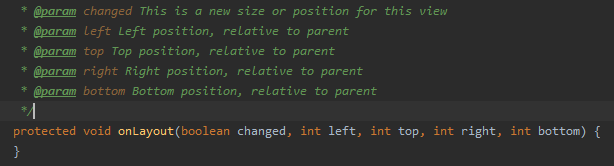 * @param changed This is a new size or position for this view
* @param left Left position, relative to parent
* @param top Top position, relative to parent
* @param right Right position, relative to parent
* @param bottom Bottom position, relative to parent
*/
protected void onLayout(boolean changed, int left, int top, int right, int bottom) {
}